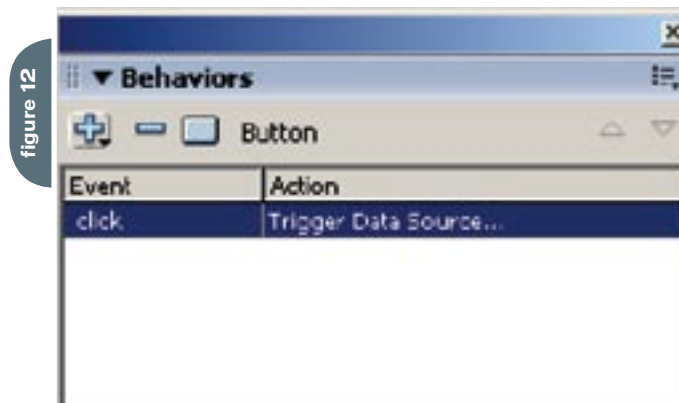 figure 12
Behaviors
Button
Event Action
click Trigger Data Source...